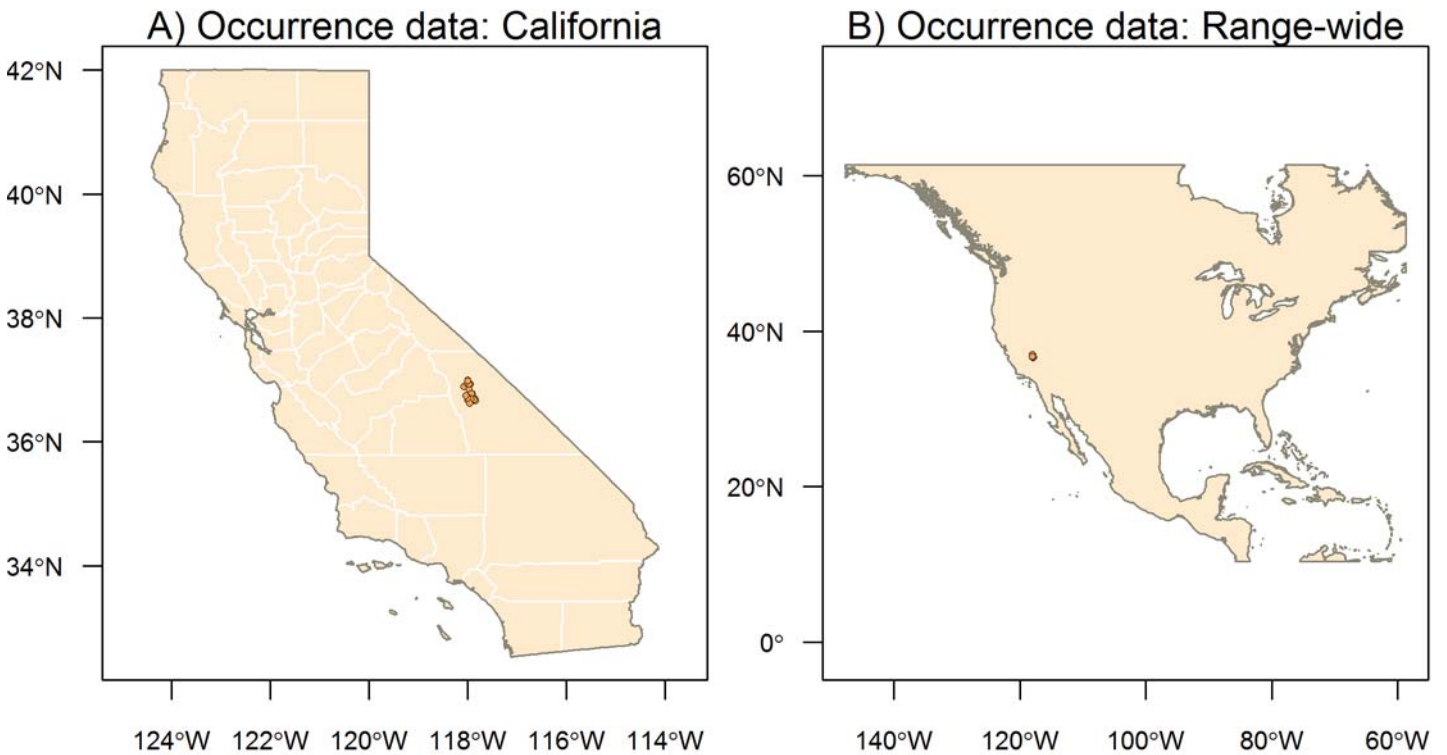 A) Occurrence data: California
42°N
40°N
38°N
36°N
34°N
124°W 122°W 120°W 118°W 116°W 114°W
B) Occurrence data: Range-wide
60°N
40°N
20°N
0°
140°W 120°W 100°W 80°W 60°W